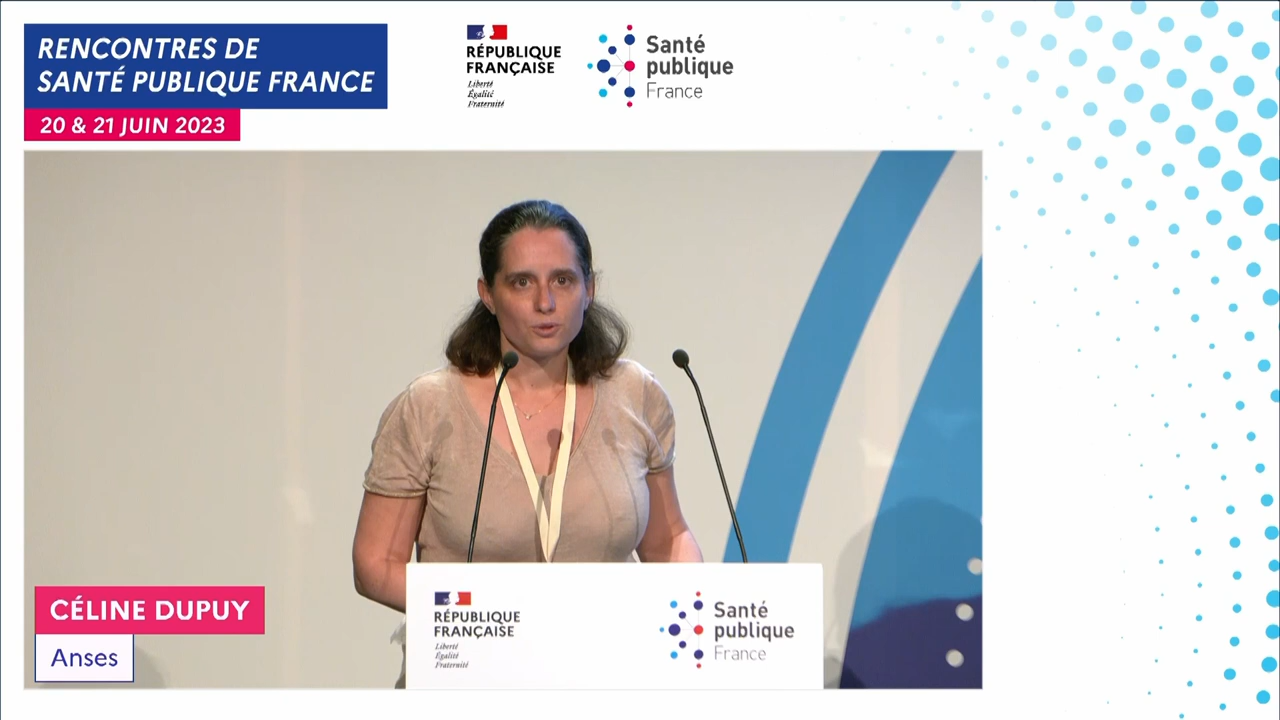 RENCONTRES DE
SANTÉ PUBLIQUE FRANCE
20 & 21 JUIN 2023
RÉPUBLIQUE
FRANÇAISE
Liberté
Égalité
Fraternité
Santé
publique
France
CÉLINE DUPUY
Anses
RÉPUBLIQUE
FRANÇAISE
Liberté
Égalité
Fraternité
Santé
publique
France